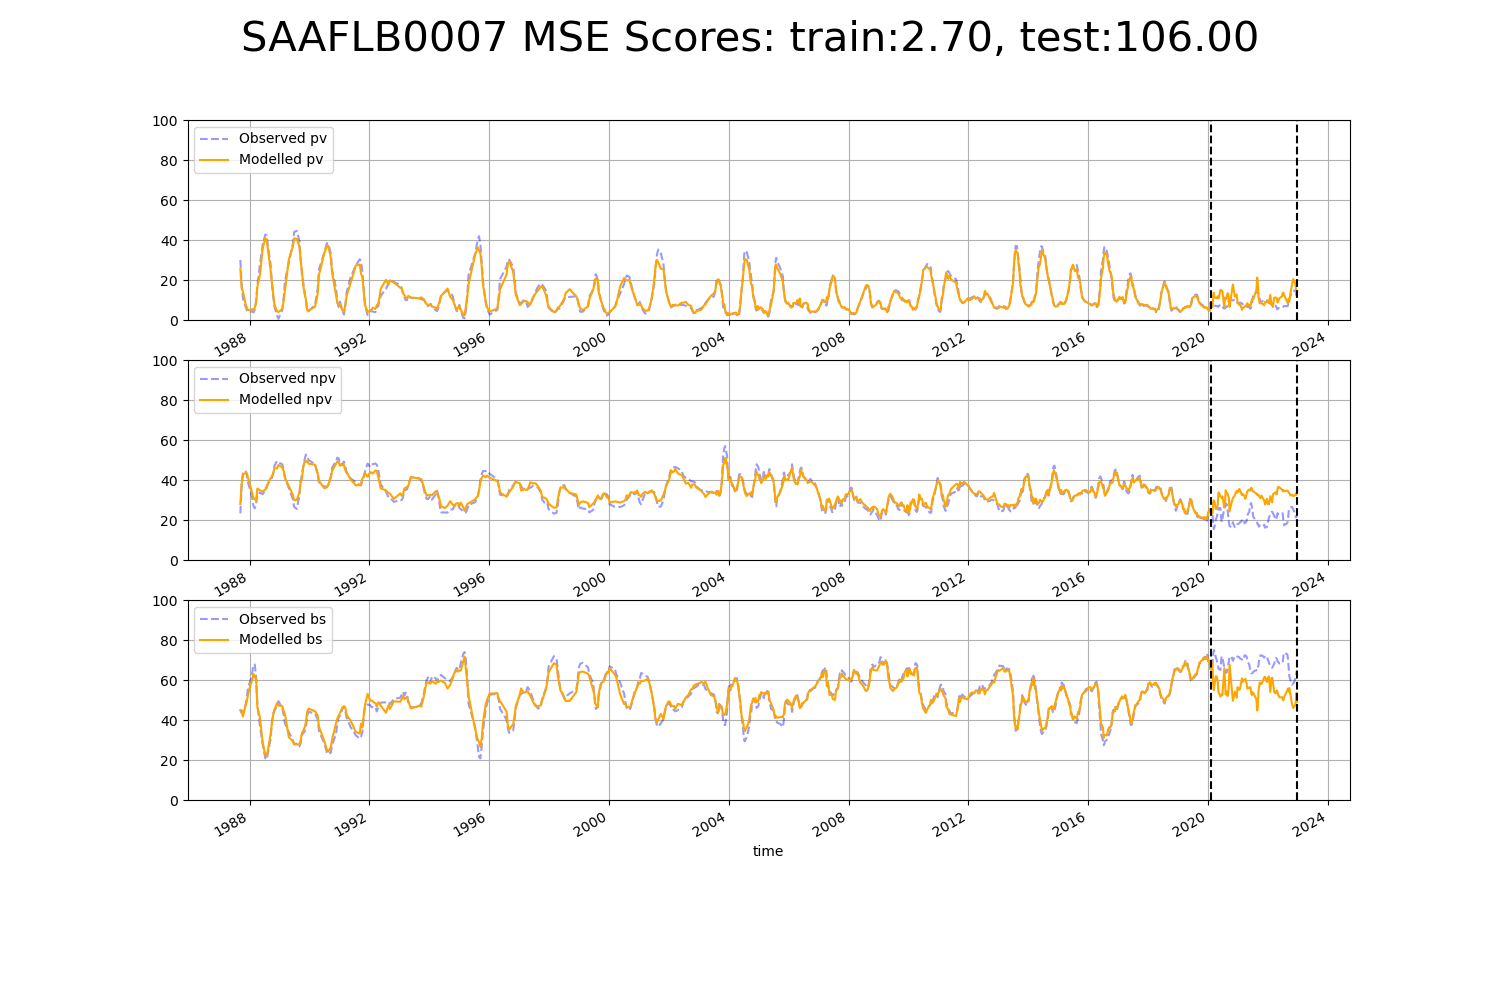 SAAFLB0007 MSE Scores: train:2.70, test:106.00
100
80
60
40
20
0
Observed pv
Modelled pv
1988 1992 1996 2000 2004 2008 2012 2016 2020 2024
100
80
60
40
20
0
Observed npv
Modelled npv
1988 1992 1996 2000 2004 2008 2012 2016 2020 2024
100
80
60
40
20
0
Observed bs
Modelled bs
1988 1992 1996 2000 2004 2008 2012 2016 2020 2024
time